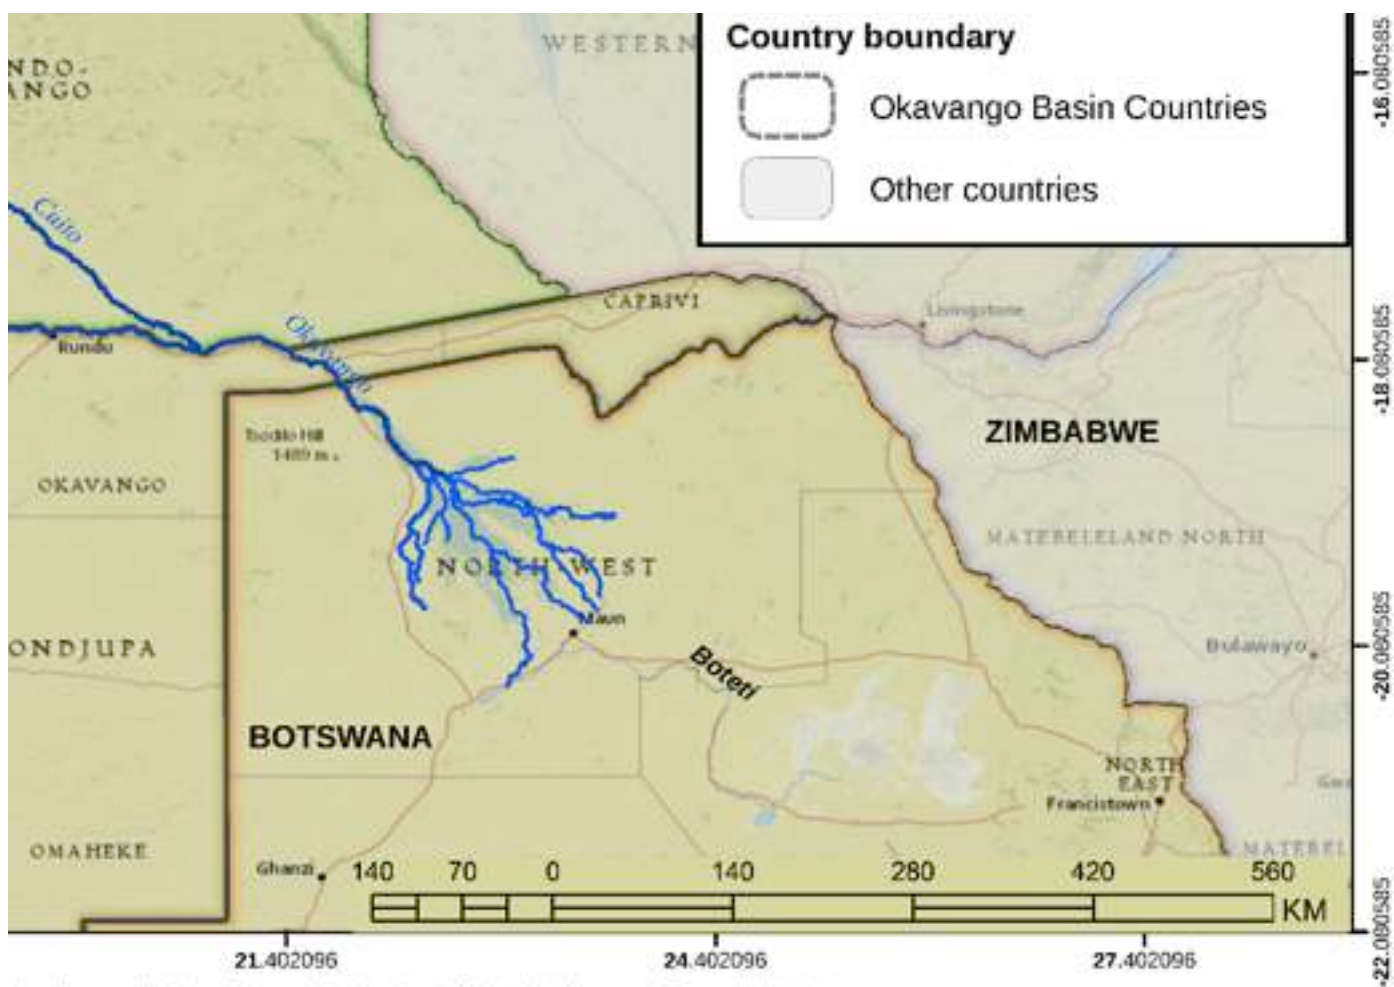 Country boundary
Okavango Basin Countries
Other countries
WESTERN
NDO-
ANGO
Cuito
Rundu
Okavango
CAPRIVI
Livingstone
ZIMBABWE
Tsodilo Hill
1489 m
OKAVANGO
MATEBELELAND NORTH
NORTH WEST
Maun
ONDJUPA
Boteti
Bulawayo
BOTSWANA
NORTH
EAST
Francistown
OMAHEKE
MATEBEL
Ghanzi
140 70 0 140 280 420 560
KM
21.402096 24.402096 27.402096
-16.080585
-18.080585
-20.080585
-22.080585